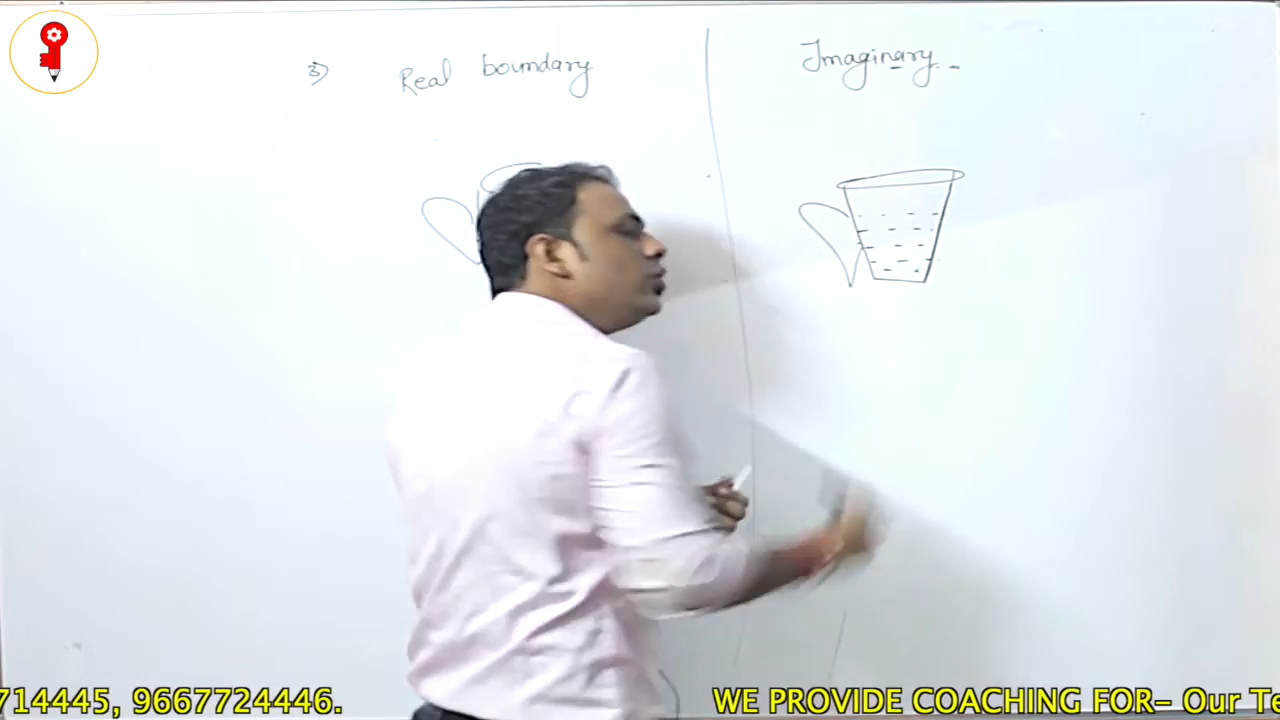 3) Real boundary
Imaginary
714445, 9667724446.
WE PROVIDE COACHING FOR– Our Te